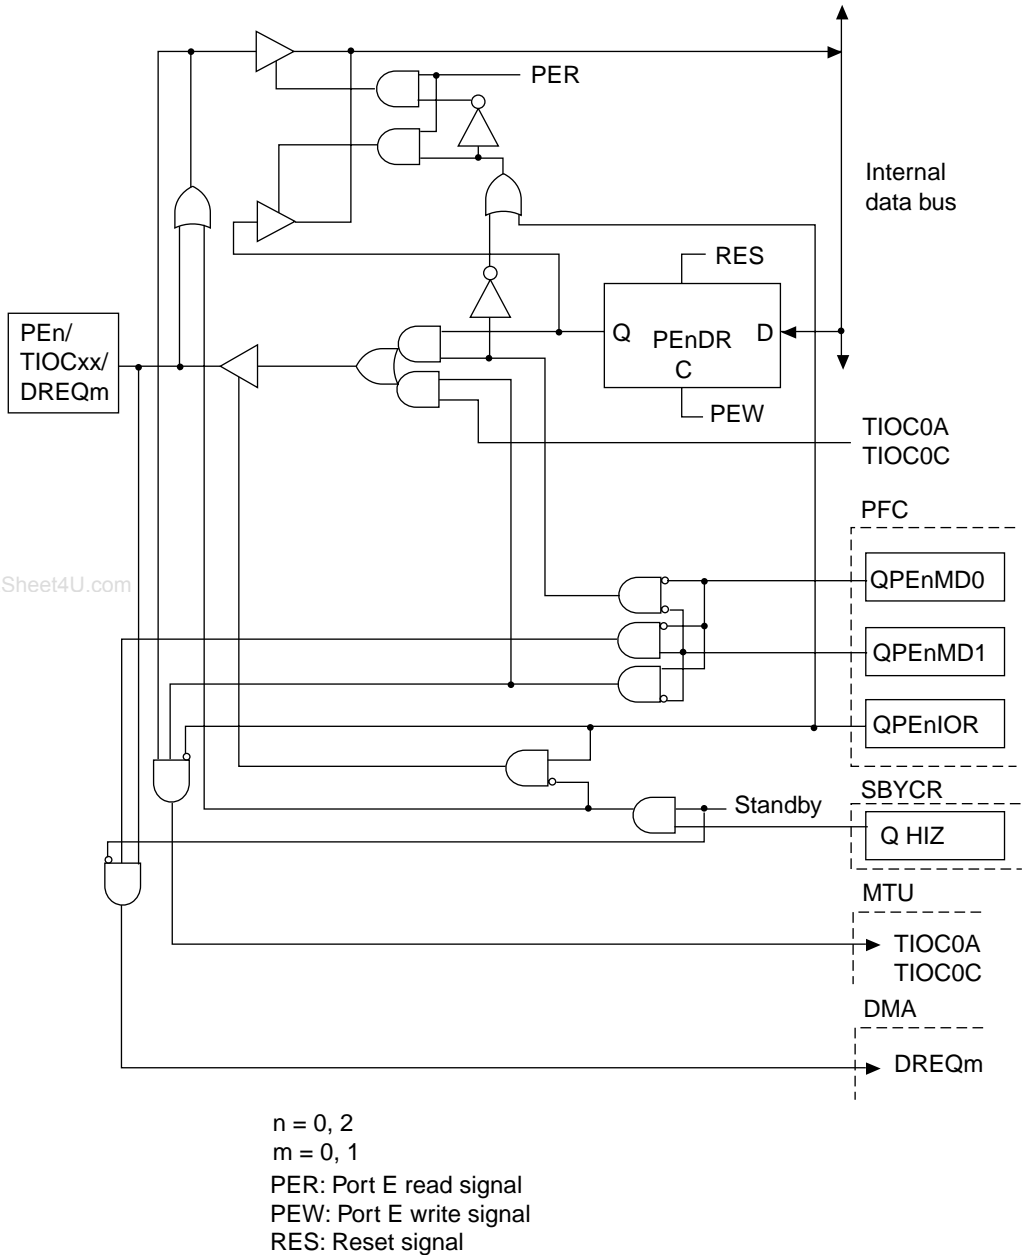 PER
Internal
data bus
RES
PEn/
TIOCxx/
DREQm
Q
PEnDR
D
C
PEW
TIOC0A
TIOC0C
PFC
Sheet4U.com
QPEnMD0
QPEnMD1
QPEnIOR
SBYCR
Standby
Q HIZ
MTU
TIOC0A
TIOC0C
DMA
DREQm
n = 0, 2
m = 0, 1
PER: Port E read signal
PEW: Port E write signal
RES: Reset signal